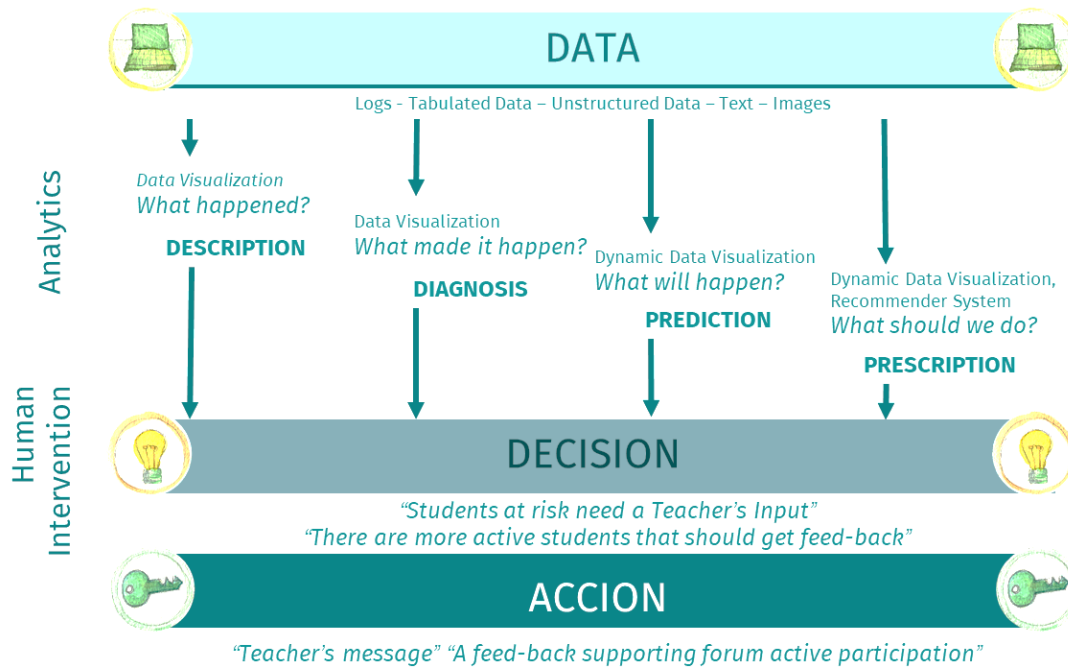 DATA
Logs - Tabulated Data – Unstructured Data – Text – Images
Analytics
Data Visualization
What happened?
DESCRIPTION
Data Visualization
What made it happen?
DIAGNOSIS
Dynamic Data Visualization
What will happen?
PREDICTION
Dynamic Data Visualization,
Recommender System
What should we do?
PRESCRIPTION
Human
Intervention
DECISION
“Students at risk need a Teacher’s Input”
“There are more active students that should get feed-back”
ACCION
“Teacher’s message” “A feed-back supporting forum active participation”